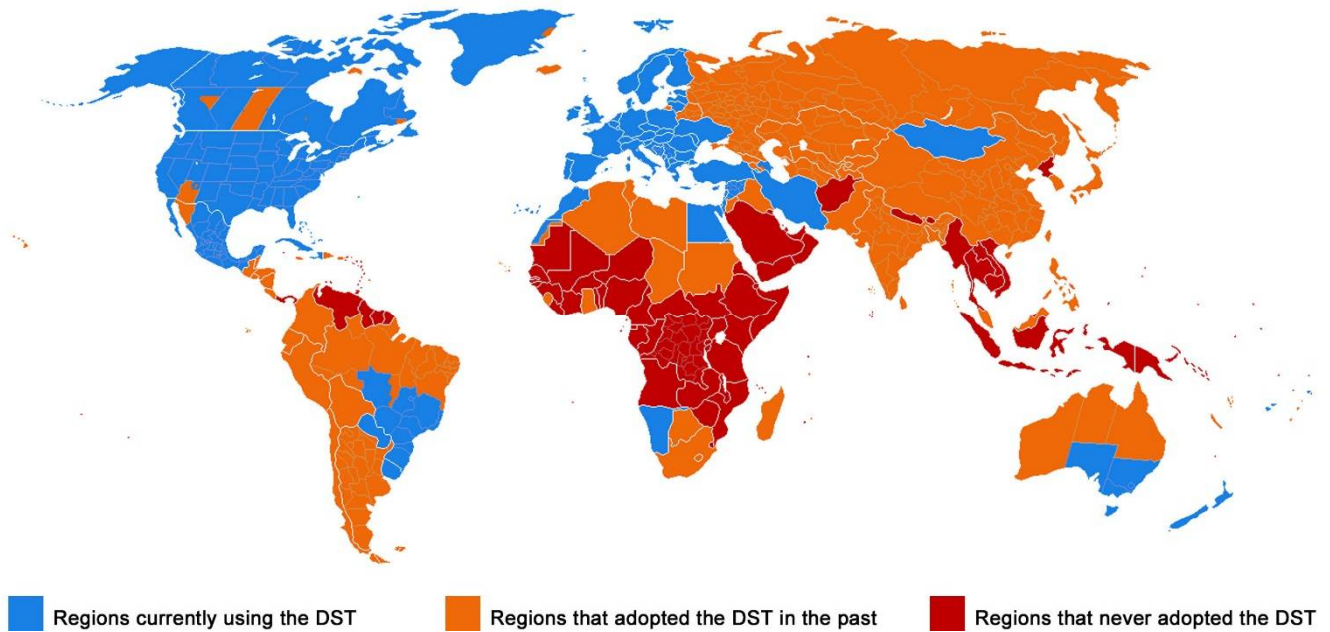 Regions currently using the DST
Regions that adopted the DST in the past
Regions that never adopted the DST